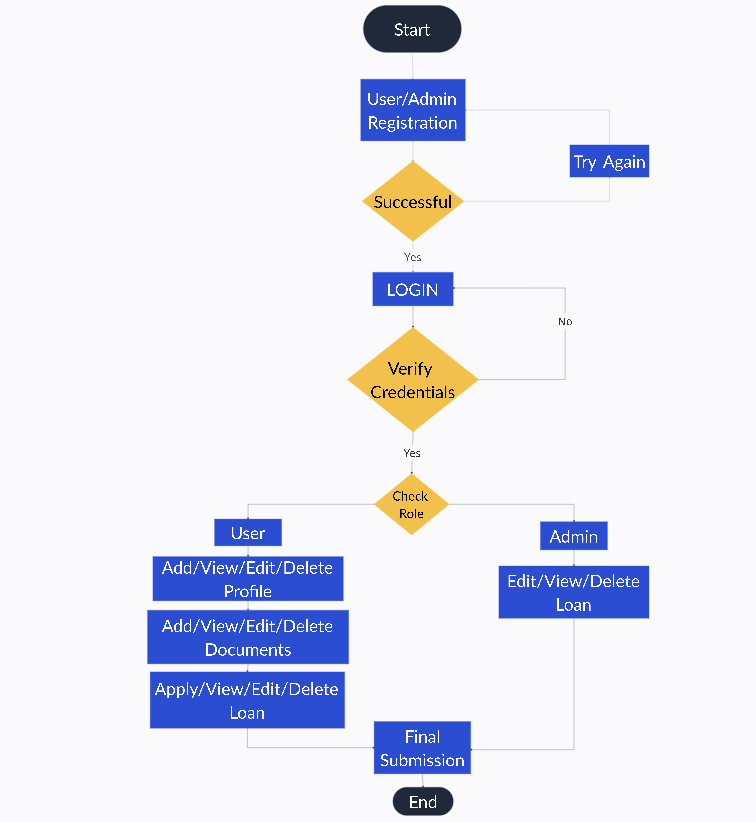 Start
User/Admin
Registration
Try Again
Successful
Yes
LOGIN
No
Verify
Credentials
Yes
Check
Role
User
Admin
Add/View/Edit/Delete
Profile
Edit/View/Delete
Loan
Add/View/Edit/Delete
Documents
Apply/View/Edit/Delete
Loan
Final
Submission
End